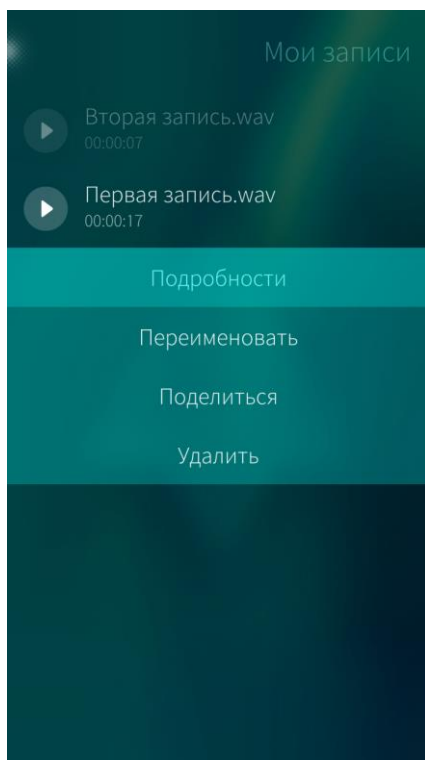 Мои записи
Вторая запись.wav
00:00:07
Первая запись.wav
00:00:17
Подробности
Переименовать
Поделиться
Удалить